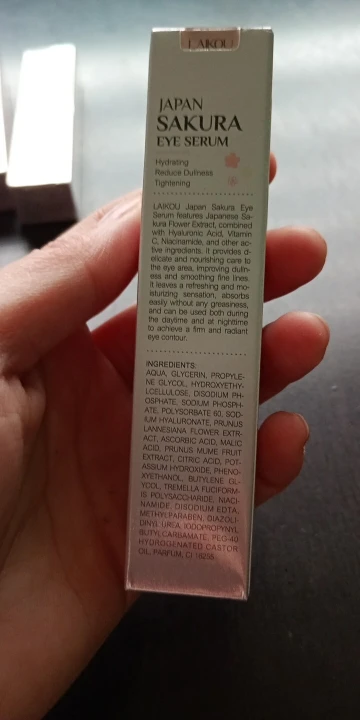 LAIKOU
JAPAN
SAKURA
EYE SERUM
Hydrating
Reduce Dullness
Tightening
LAIKOU Japan Sakura Eye
Serum features Japanese Sa-
kura Flower Extract, combined
with Hyaluronic Acid, Vitamin
C, Niacinamide, and other ac-
tive ingredients. It provides d-
elicate and nourishing care to
the eye area, improving dulln-
ess and smoothing fine lines.
It leaves a refreshing and mo-
isturizing sensation, absorbs
easily without any greasiness,
and can be used both during
the daytime and at nighttime
to achieve a firm and radiant
eye contour.
INGREDIENTS:
AQUA, GLYCERIN, PROPYLE-
NE GLYCOL, HYDROXYETHY-
LCELLULOSE, DISODIUM PH-
OSPHATE, SODIUM PHOSPH-
ATE, POLYSORBATE 60, SOD-
IUM HYALURONATE, PRUNUS
LANNESIANA FLOWER EXTR-
ACT, ASCORBIC ACID, MALIC
ACID, PRUNUS MUME FRUIT
EXTRACT, CITRIC ACID, POT-
ASSIUM HYDROXIDE, PHENO-
XYETHANOL, BUTYLENE GL-
YCOL, TREMELLA FUCIFORM-
IS POLYSACCHARIDE, NIACI-
NAMIDE, DISODIUM EDTA,
METHYLPARABEN, DIAZOLI-
DINYL UREA, IODOPROPYNYL
BUTYLCARBAMATE, PEG-40
HYDROGENATED CASTOR
OIL, PARFUM, CI 16255